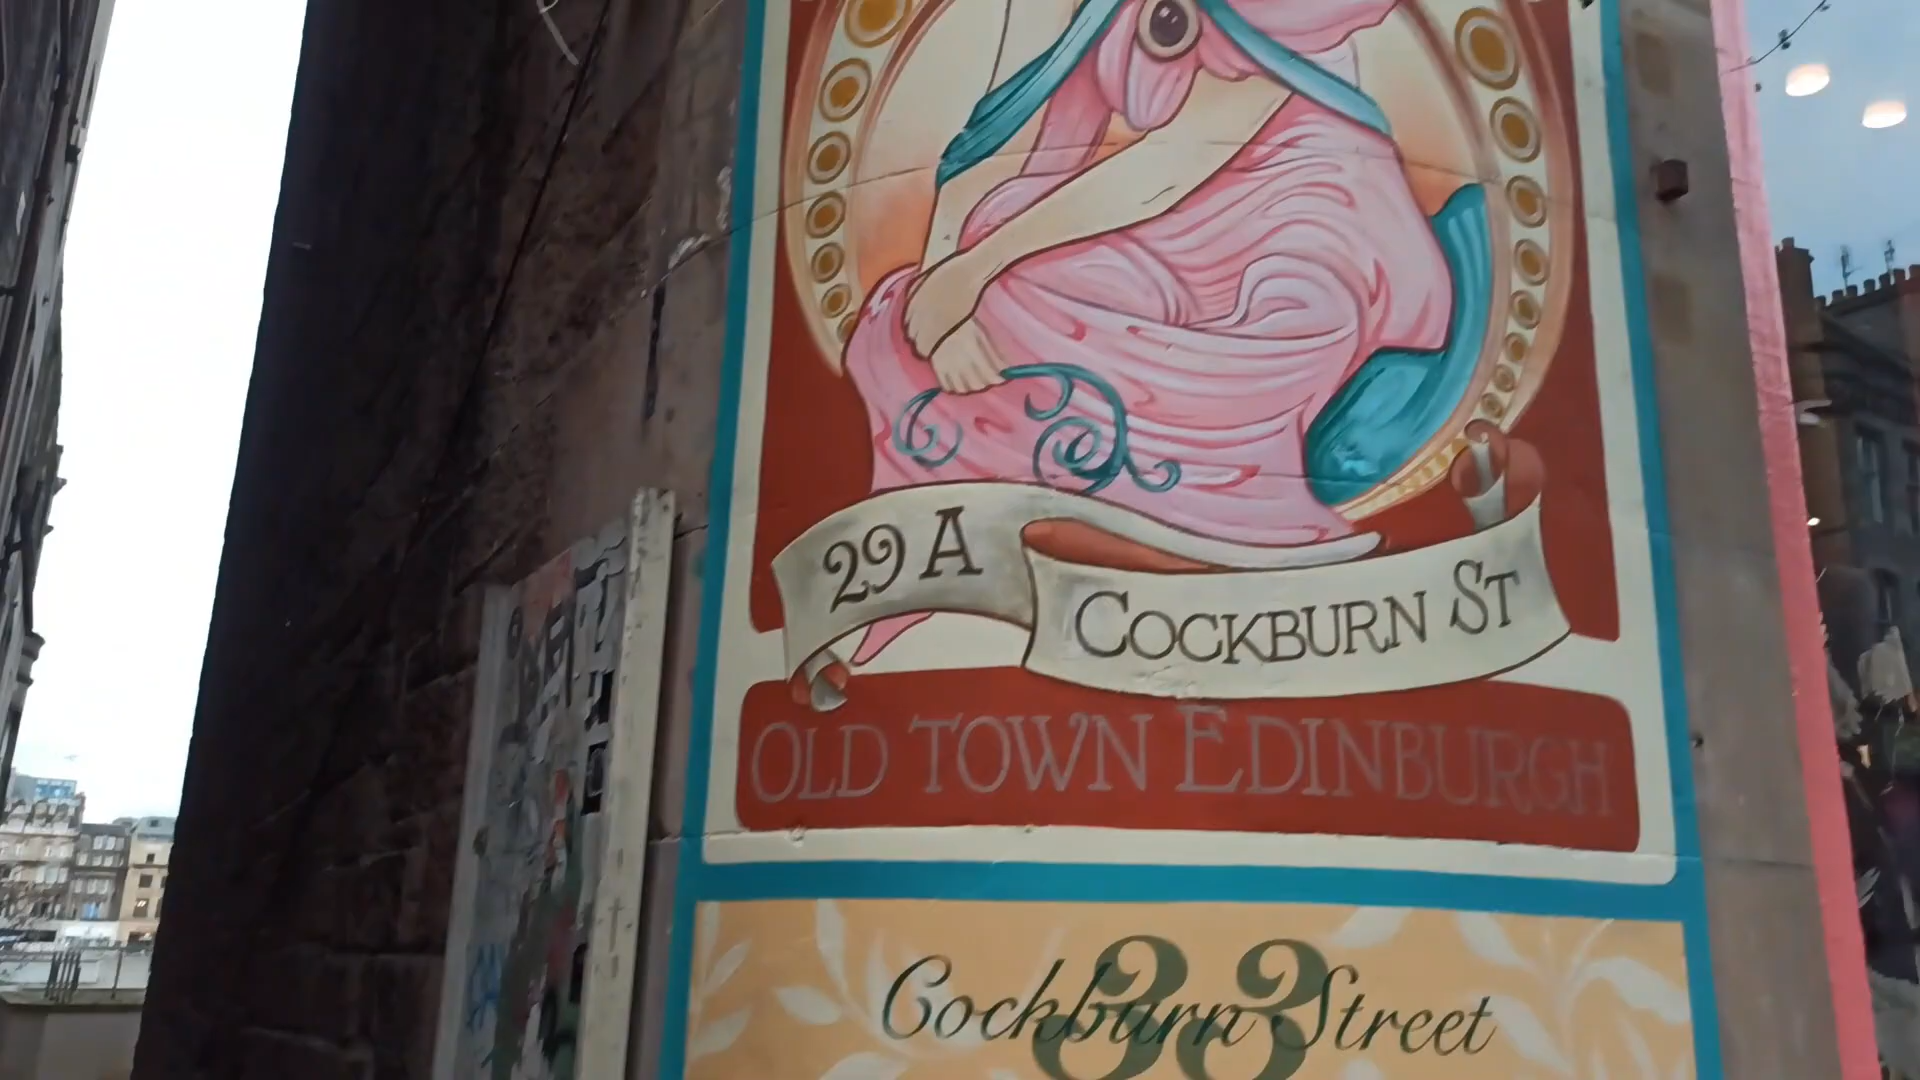 29 A
COCKBURN ST
OLD TOWN EDINBURGH
33
Cockburn Street